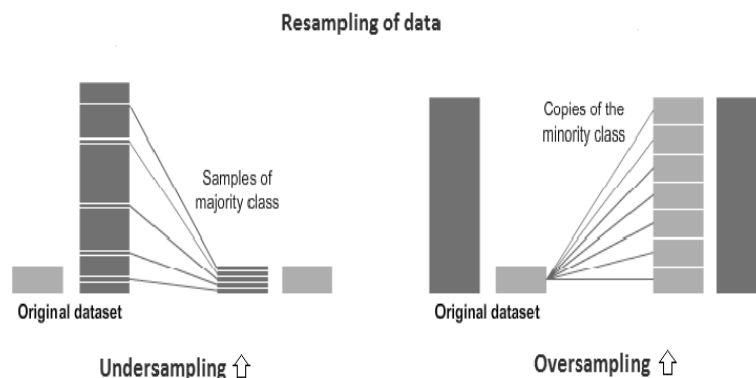 Resampling of data
Samples of
majority class
Original dataset
Undersampling
Copies of the
minority class
Original dataset
Oversampling